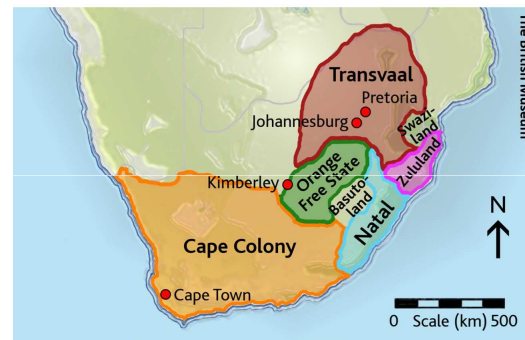 The British Museum
Transvaal
Pretoria
Johannesburg
Swazi-
land
Zululand
Kimberley
Orange
Free State
Basuto-
land
Natal
Cape Colony
Cape Town
N
0 Scale (km) 500